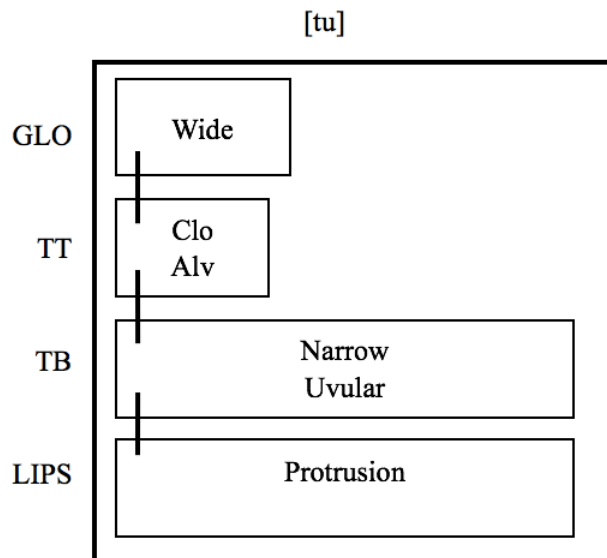 [tu]
GLO
Wide
TT
Clo
Alv
TB
Narrow
Uvular
LIPS
Protrusion